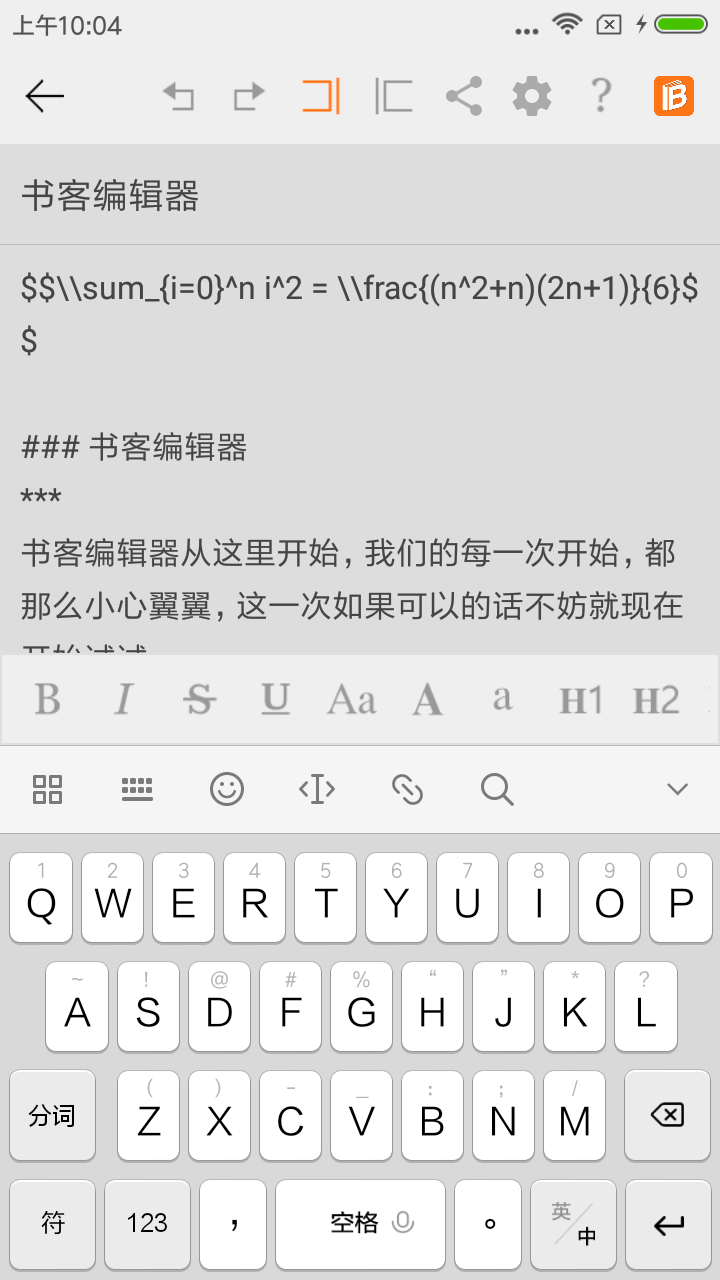 上午10:04
书客编辑器
$$\\sum_{i=0}^n i^2 = \\frac{(n^2+n)(2n+1)}{6}$
$
### 书客编辑器
***
书客编辑器从这里开始，我们的每一次开始，都
那么小心翼翼，这一次如果可以的话不妨就现在
开始试试
B I S U Aa A a H1 H2
1 2 3 4 5 6 7 8 9 0
Q W E R T Y U I O P
~ ! @ # % “ ” * ?
A S D F G H J K L
( ) - _ : ; /
分词 Z X C V B N M
符 123 ， 空格 。 英/中